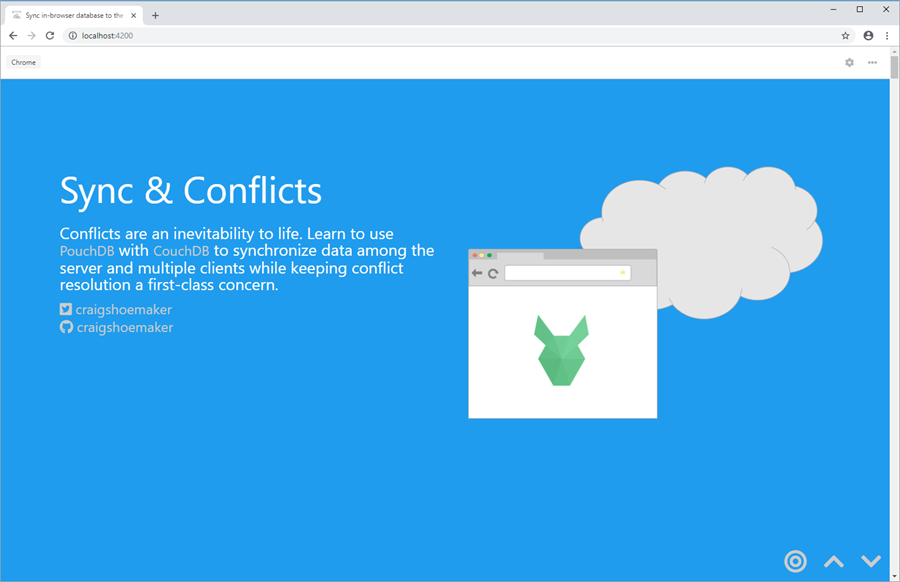 Sync in-browser database to the
localhost:4200
Chrome
Sync & Conflicts
Conflicts are an inevitability to life. Learn to use
PouchDB with CouchDB to synchronize data among the
server and multiple clients while keeping conflict
resolution a first-class concern.
craigshoemaker
craigshoemaker